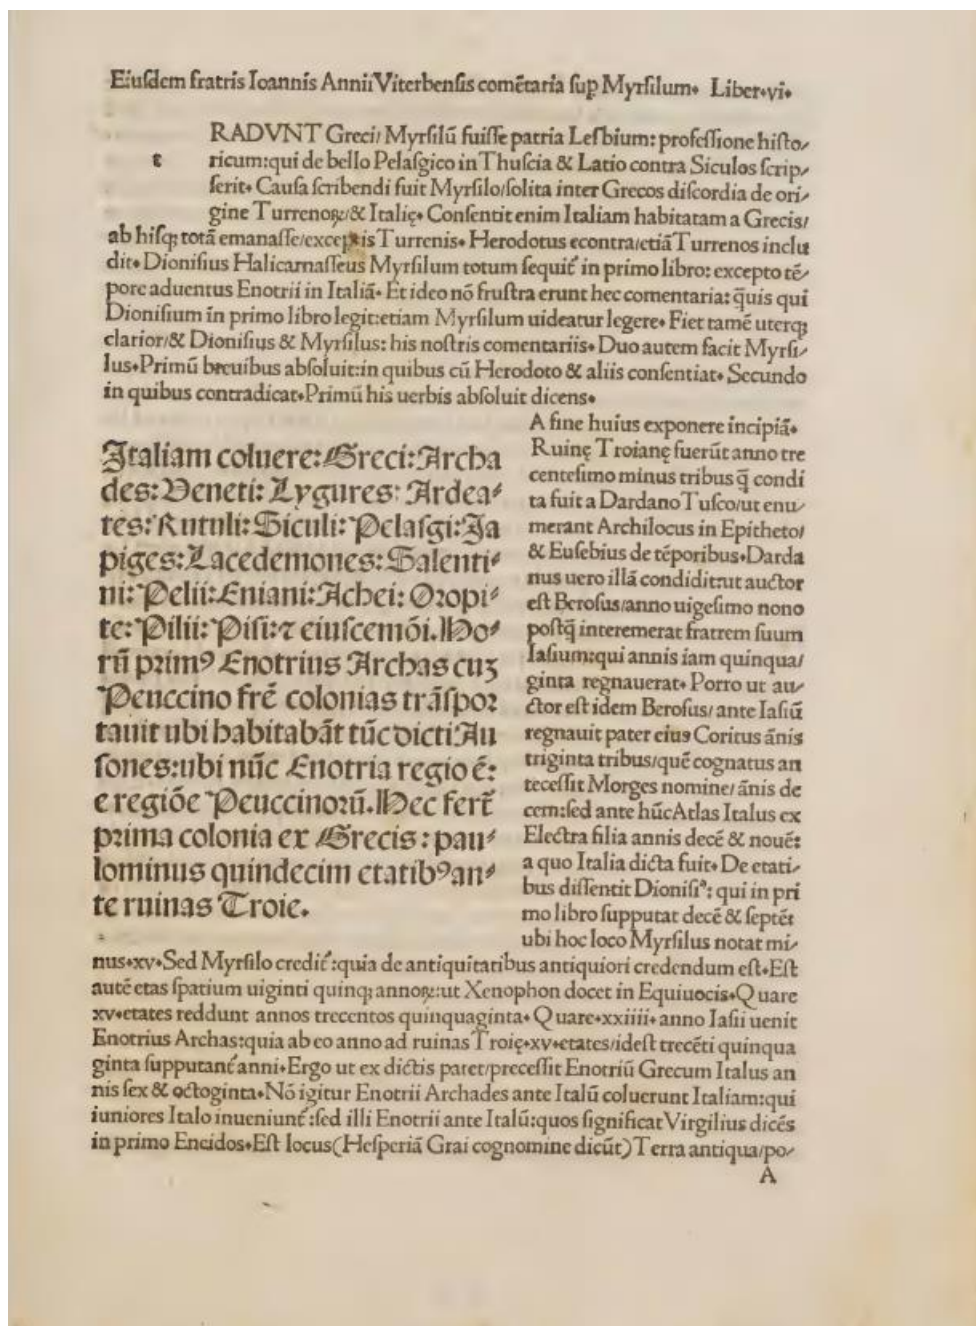 Eiuſdem fratris Ioannis Annii Viterbenſis comētaria ſup Myrſilum. Liber.vi.
RADVNT Greci/ Myrſilū fuiſſe patria Leſbium: profeſſione hiſto/
t
ricum:qui de bello Pelaſgico in Thuſcia & Latio contra Siculos ſcrip/
ſerit. Cauſa ſcribendi fuit Myrſilo/ſolita inter Grecos diſcordia de ori/
gine Turrenoꝝ/& Italię. Conſentit enim Italiam habitatam a Grecis/
ab hiſqꝫ totā emanaſſe/exceptis Turrenis. Herodotus econtra/etiā Turrenos inclu
dit. Dioniſius Halicarnaſſeus Myrſilum totum ſequit̃ in primo libro: excepto tē/
pore aduentus Enotrii in Italiā. Et ideo nō fruſtra erunt hec comentaria: q̄uis qui
Dioniſium in primo libro legit:etiam Myrſilum uideatur legere. Fiet tamē uterqꝫ
clarior/& Dioniſius & Myrſilus: his noſtris comentariis. Duo autem facit Myrſi/
lus. Primū breuibus abſoluit:in quibus cū Herodoto & aliis conſentiat. Secundo
in quibus contradicat. Primū his uerbis abſoluit dicens.
Italiam coluere: Greci: Archa
des: Veneti: Lygures: Ardea⸗
tes: Rutuli: Siculi: Pelaſgi: Ja
piges: Lacedemones: Salenti⸗
ni: Pelii: Eniani: Achei: Oꝛopi⸗
te: Pilii: Piſi: ⁊ eiuſcemōi. Ho⸗
rū pꝛimꝰ Enotrius Archas cuꝫ
Peuccino frē colonias trāſpoꝛ
tauit ubi habitabāt tūc dicti Au
ſones: ubi nūc Enotria regio ē:
e regiōe Peuccinoꝛū. Hec fert̃
pꝛima colonia ex Grecis: pau⸗
lominus quindecim etatibꝰ an⸗
te ruinas Troie.
A fine huius exponere incipiā.
Ruinę Troianę fuerūt anno tre
centeſimo minus tribus q̄ condi
ta fuit a Dardano Tuſco/ut enu/
merant Archilocus in Epitheto/
& Euſebius de tēporibus. Darda
nus uero illā condidit:ut auctor
eſt Beroſus/anno uigeſimo nono
poſtq̄ interemerat fratrem ſuum
Iaſium:qui annis iam quinqua/
ginta regnauerat. Porro ut au/
ctor eſt idem Beroſus/ ante Iaſiū
regnauit pater eiuꝰ Coritus ānis
triginta tribus/quē cognatus an
teceſſit Morges nomine/ ānis de
cem:ſed ante hūc Atlas Italus ex
Electra filia annis decē & nouē:
a quo Italia dicta fuit. De etati/
bus diſſentit Dioniſiꝰ: qui in pri
mo libro ſupputat decē & ſeptē:
ubi hoc loco Myrſilus notat mi/
nus.xv. Sed Myrſilo credit̃:quia de antiquitatibus antiquiori credendum eſt. Eſt
autē etas ſpatium uiginti quinqꝫ annoꝝ:ut Xenophon docet in Equiuocis. Quare
xv.etates reddunt annos trecentos quinquaginta. Quare.xxiiii. anno Iaſii uenit
Enotrius Archas:quia ab eo anno ad ruinas Troię.xv.etates/ideſt trecēti quinqua
ginta ſupputant̃ anni. Ergo ut ex dictis patet/preceſſit Enotriū Grecum Italus an
nis ſex & octoginta. Nō igitur Enotrii Archades ante Italū coluerunt Italiam:qui
iuniores Italo inueniunt̃:ſed illi Enotrii ante Italū:quos ſignificat Virgilius dicēs
in primo Eneidos. Eſt locus (Heſperiā Grai cognomine dicūt) Terra antiqua/po/
A